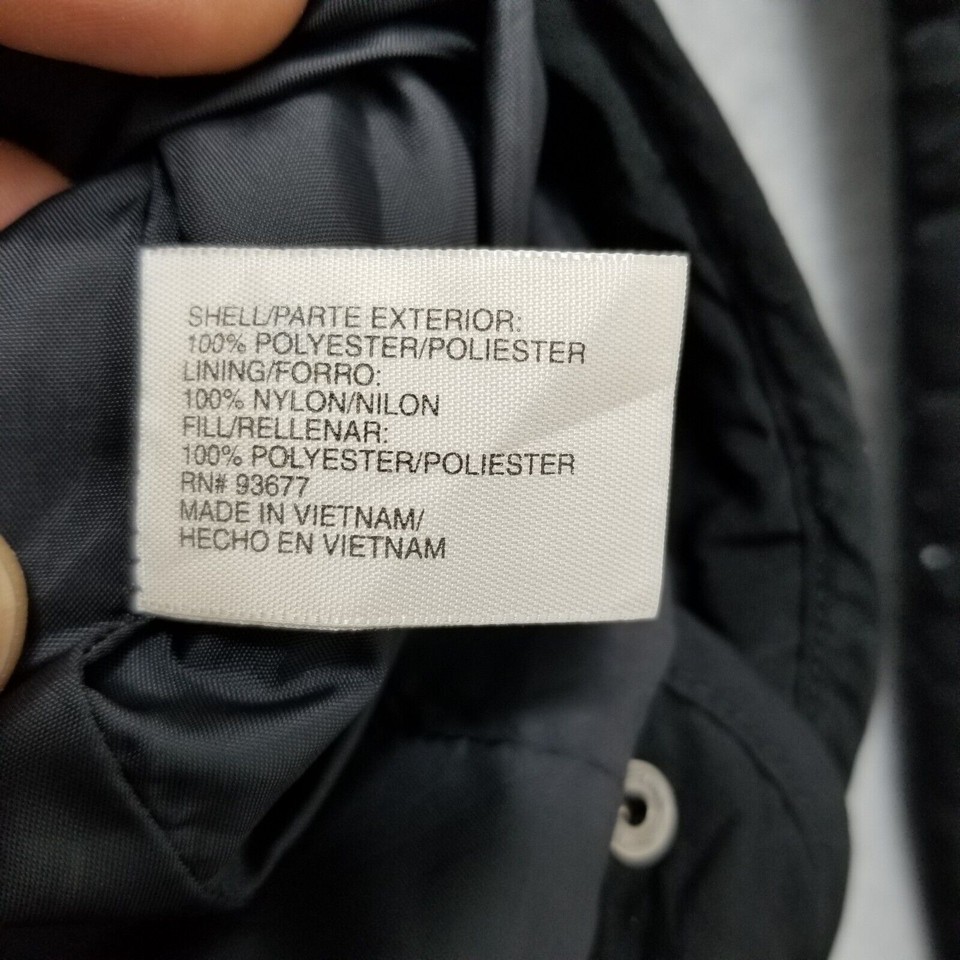 SHELL/PARTE EXTERIOR:
100% POLYESTER/POLIESTER
LINING/FORRO:
100% NYLON/NILON
FILL/RELLENAR:
100% POLYESTER/POLIESTER
RN# 93677
MADE IN VIETNAM/
HECHO EN VIETNAM